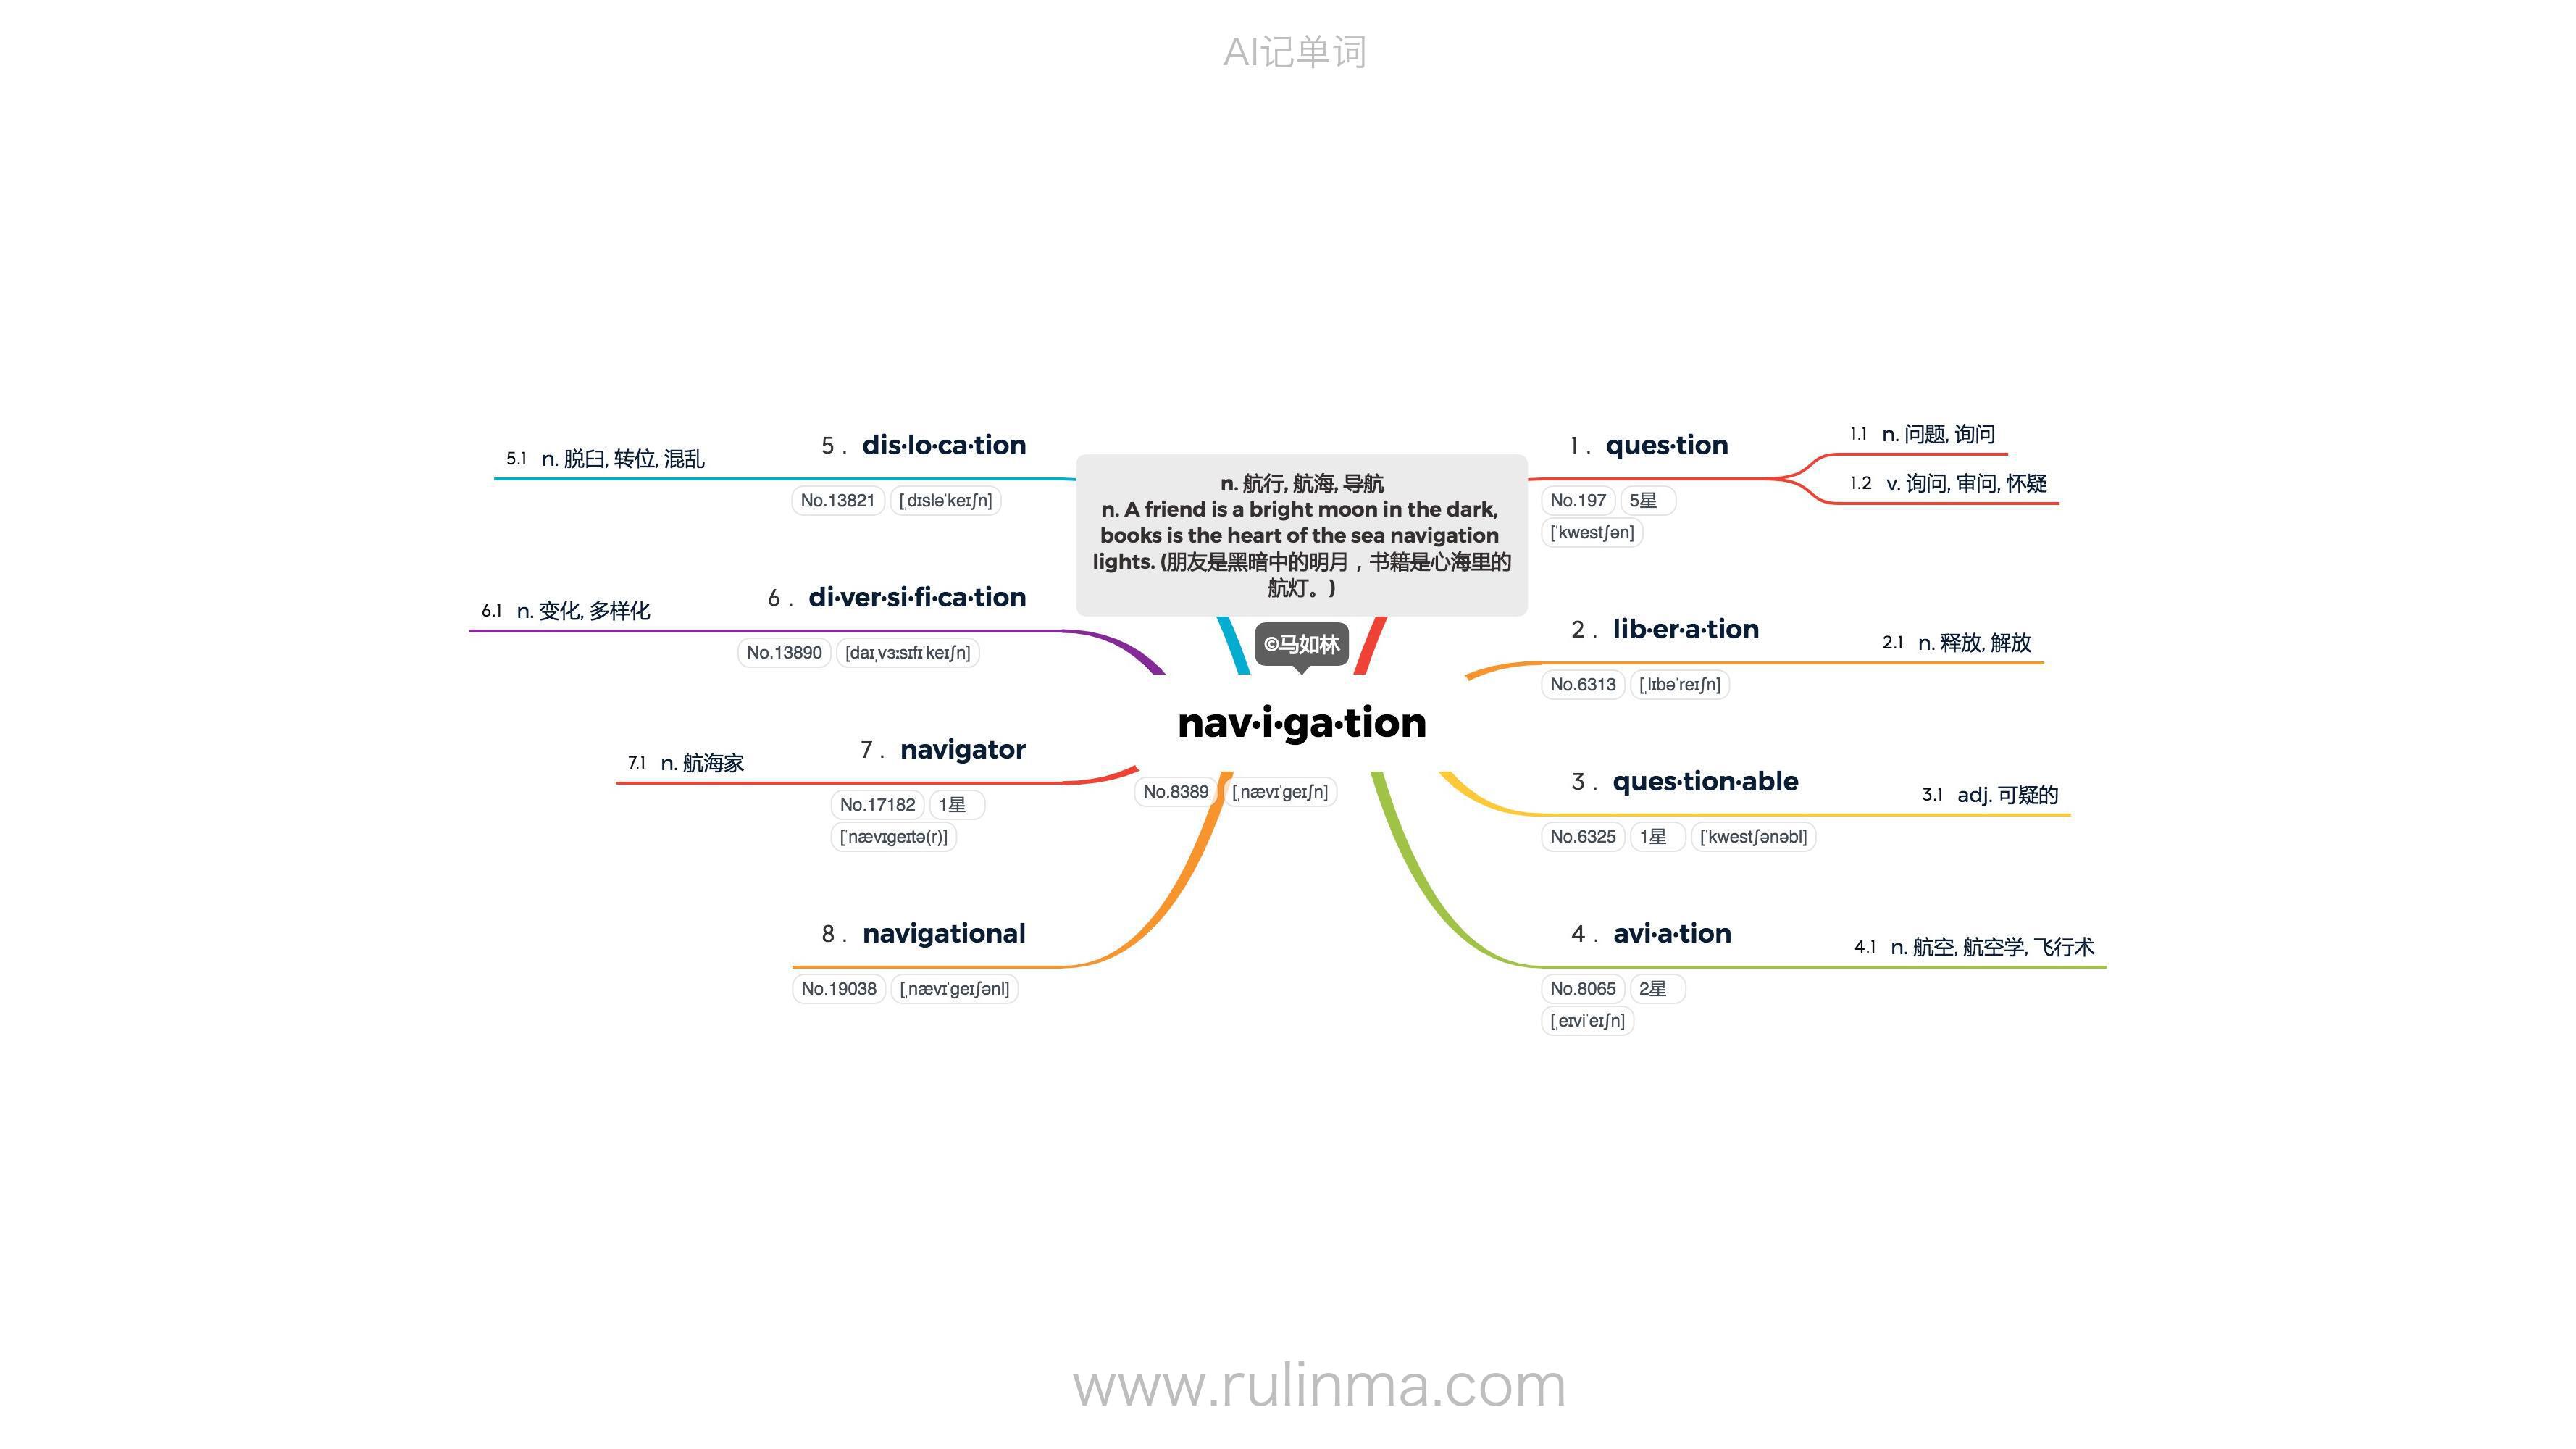 AI记单词
n. 航行, 航海, 导航
n. A friend is a bright moon in the dark,
books is the heart of the sea navigation
lights. (朋友是黑暗中的明月，书籍是心海里的
航灯。)
©马如林
nav·i·ga·tion
No.8389 [ˌnævɪˈɡeɪʃn]
1 . ques·tion
No.197 5星
[ˈkwestʃən]
1.1 n. 问题, 询问
1.2 v. 询问, 审问, 怀疑
2 . lib·er·a·tion
No.6313 [ˌlɪbəˈreɪʃn]
2.1 n. 释放, 解放
3 . ques·tion·able
No.6325 1星 [ˈkwestʃənəbl]
3.1 adj. 可疑的
4 . avi·a·tion
No.8065 2星
[ˌeɪviˈeɪʃn]
4.1 n. 航空, 航空学, 飞行术
5 . dis·lo·ca·tion
No.13821 [ˌdɪsləˈkeɪʃn]
5.1 n. 脱臼, 转位, 混乱
6 . di·ver·si·fi·ca·tion
No.13890 [daɪˌvɜːsɪfɪˈkeɪʃn]
6.1 n. 变化, 多样化
7 . navigator
No.17182 1星
[ˈnævɪɡeɪtə(r)]
7.1 n. 航海家
8 . navigational
No.19038 [ˌnævɪˈɡeɪʃənl]
www.rulinma.com